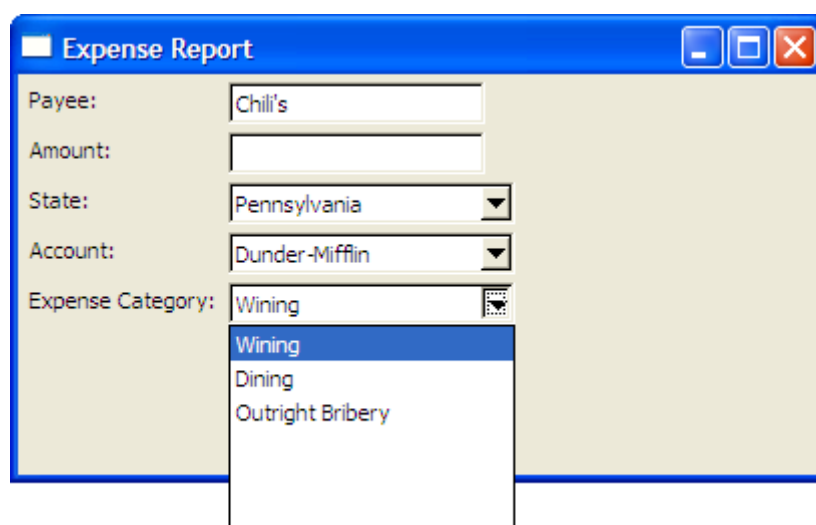 Expense Report
Payee: Chili's
Amount:
State: Pennsylvania
Account: Dunder-Mifflin
Expense Category: Wining
Wining
Dining
Outright Bribery